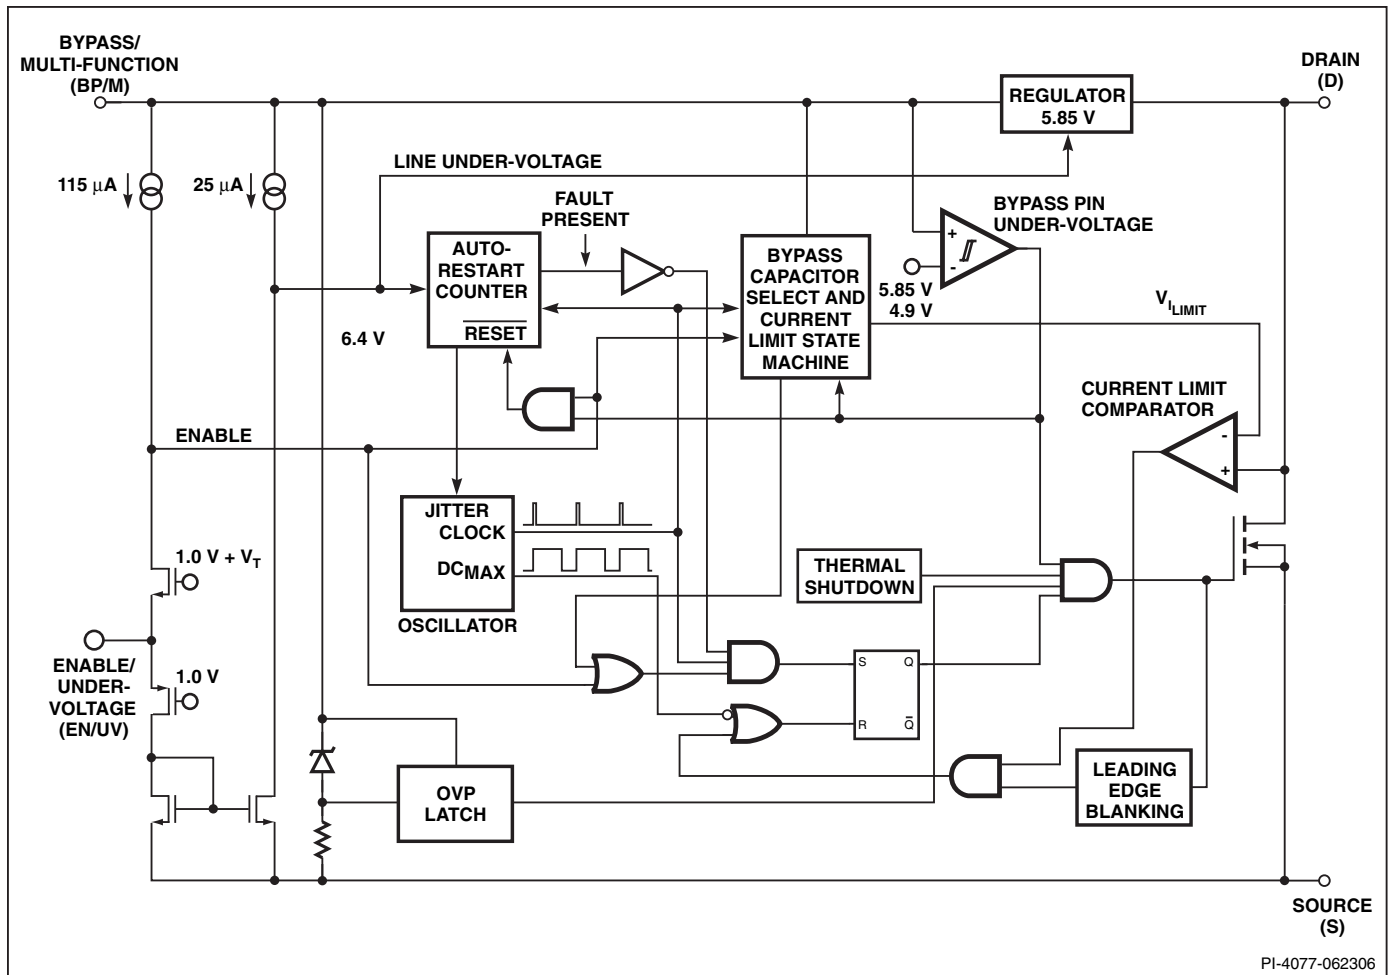 BYPASS/
MULTI-FUNCTION
(BP/M)
DRAIN
(D)
REGULATOR
5.85 V
LINE UNDER-VOLTAGE
115 μA
25 μA
FAULT
PRESENT
BYPASS PIN
UNDER-VOLTAGE
AUTO-
RESTART
COUNTER
RESET
BYPASS
CAPACITOR
SELECT AND
CURRENT
LIMIT STATE
MACHINE
+
-
5.85 V
4.9 V
VILIMIT
6.4 V
CURRENT LIMIT
COMPARATOR
-
+
ENABLE
JITTER
CLOCK
DCMAX
OSCILLATOR
1.0 V + VT
THERMAL
SHUTDOWN
ENABLE/
UNDER-
VOLTAGE
(EN/UV)
1.0 V
S Q
R Q̅
OVP
LATCH
LEADING
EDGE
BLANKING
SOURCE
(S)
PI-4077-062306